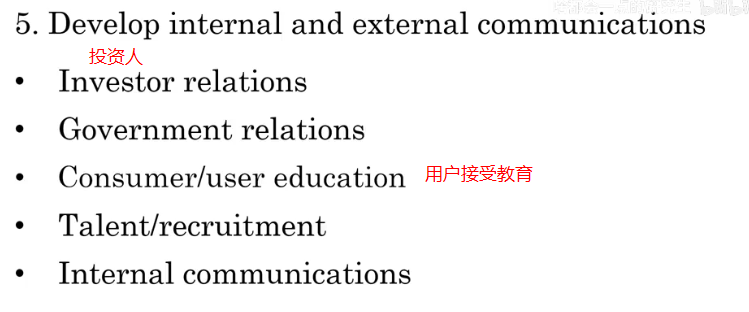 5. Develop internal and external communications
投资人
• Investor relations
• Government relations
• Consumer/user education 用户接受教育
• Talent/recruitment
• Internal communications